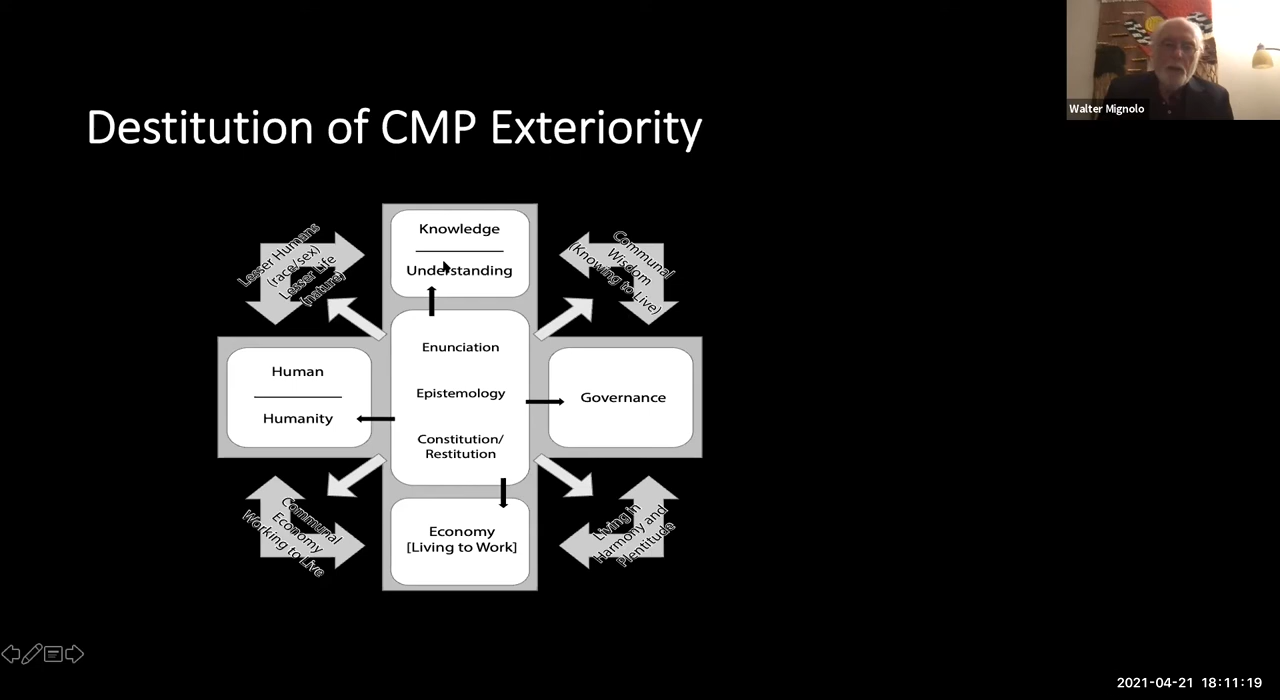 Walter Mignolo
Destitution of CMP Exteriority
Knowledge
Understanding
Lesser Humans
(race/sex)
Lesser Life
(nature)
Communal
Wisdom
(Knowing to Live)
Enunciation
Epistemology
Constitution/
Restitution
Human
Humanity
Governance
Economy
[Living to Work]
Communal
Economy
Working to Live
Living in
Harmony and
Plentitude
2021-04-21 18:11:19